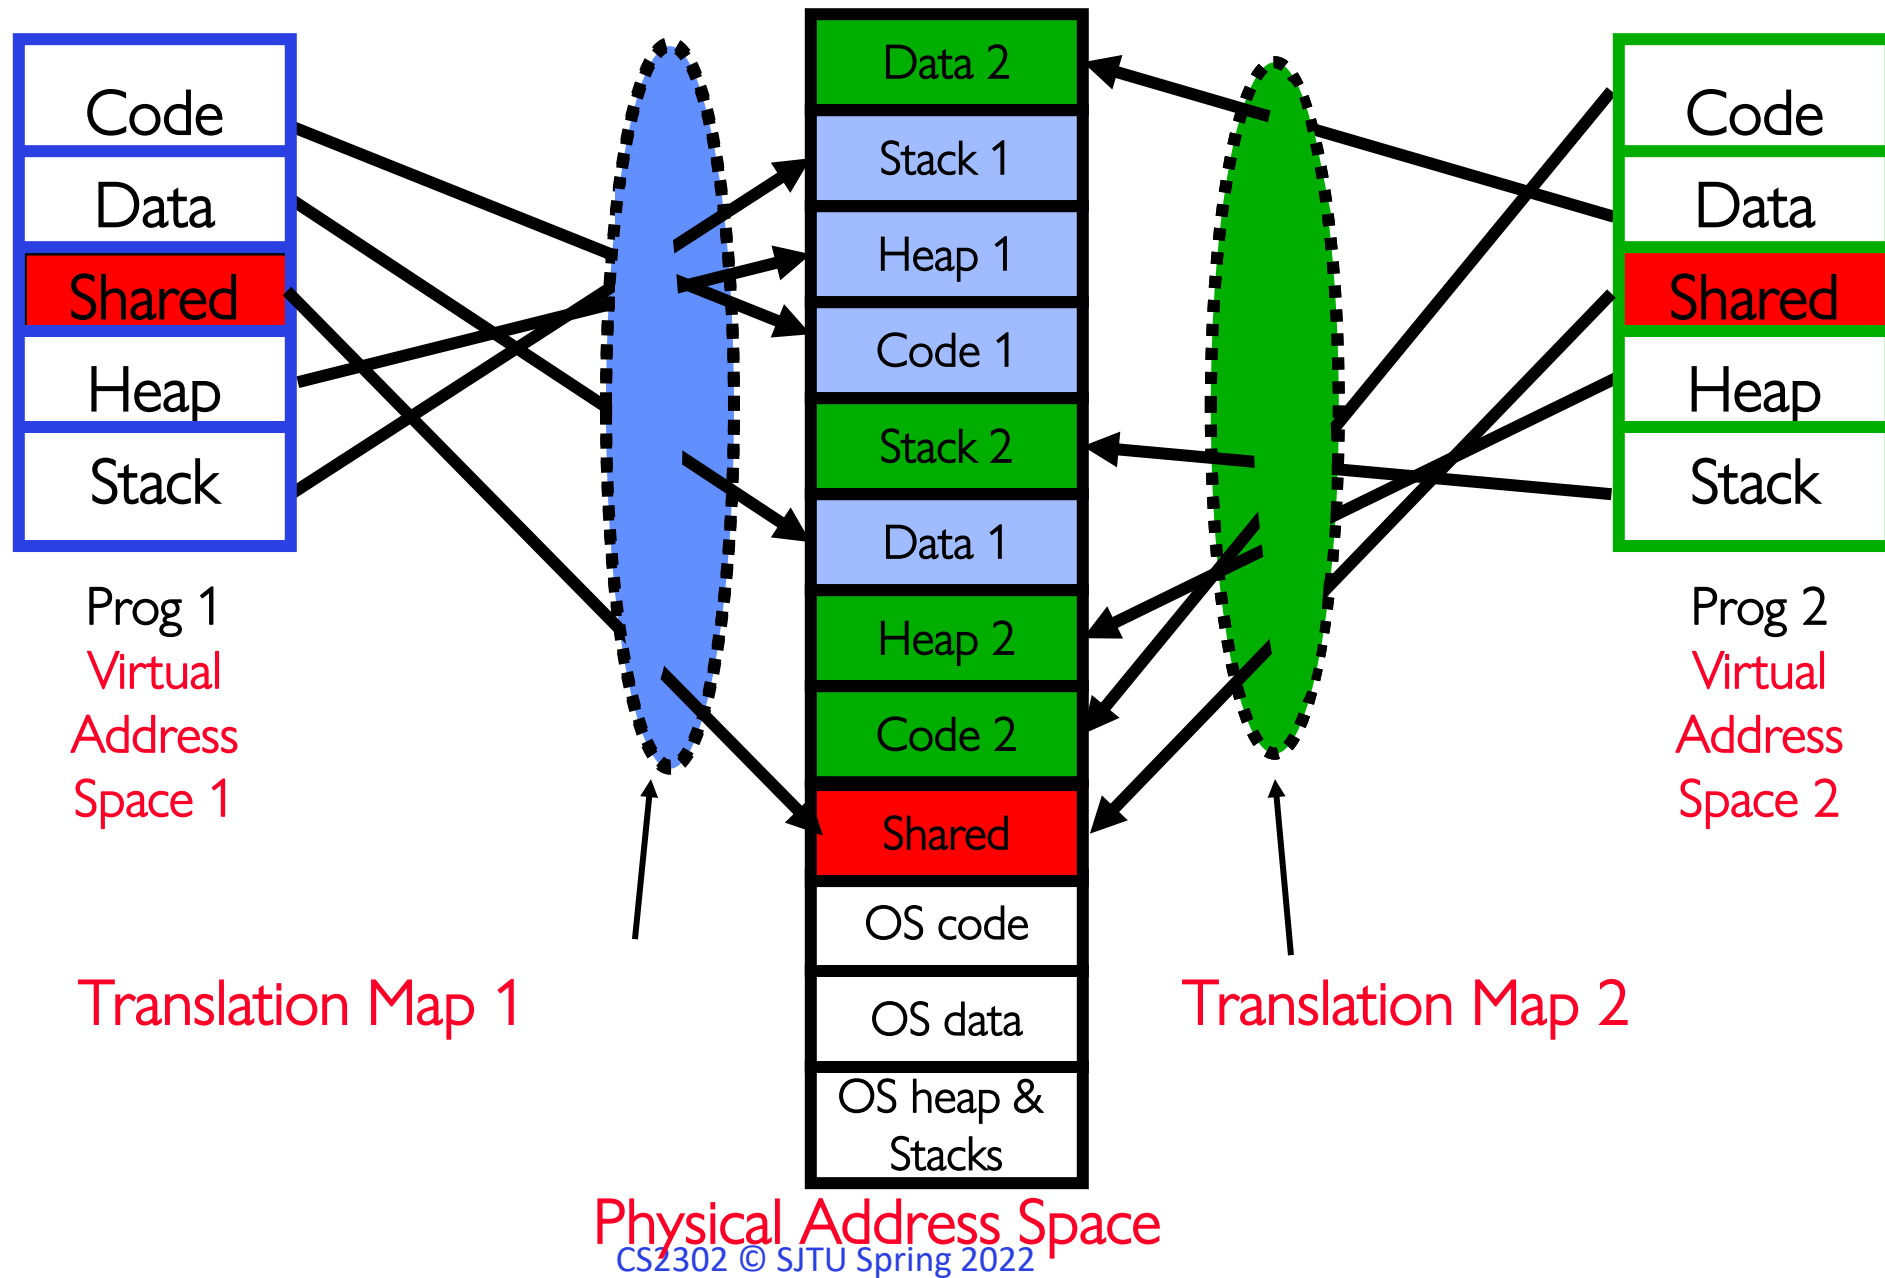 Code
Data
Shared
Heap
Stack
Prog 1
Virtual
Address
Space 1
Translation Map 1
Data 2
Stack 1
Heap 1
Code 1
Stack 2
Data 1
Heap 2
Code 2
Shared
OS code
OS data
OS heap &
Stacks
Physical Address Space
CS2302 © SJTU Spring 2022
Code
Data
Shared
Heap
Stack
Prog 2
Virtual
Address
Space 2
Translation Map 2